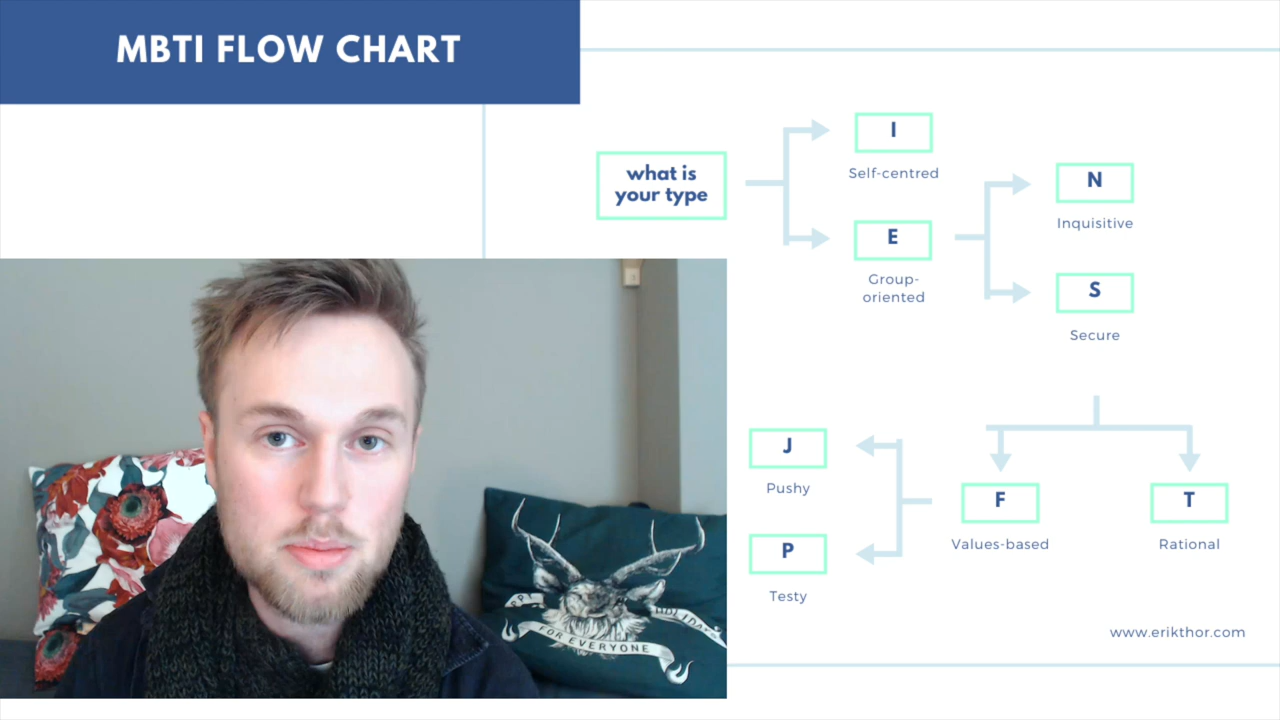 MBTI FLOW CHART
what is
your type
I
Self-centred
E
Group-
oriented
N
Inquisitive
S
Secure
J
Pushy
P
Testy
F
Values-based
T
Rational
www.erikthor.com
FOR EVERYONE